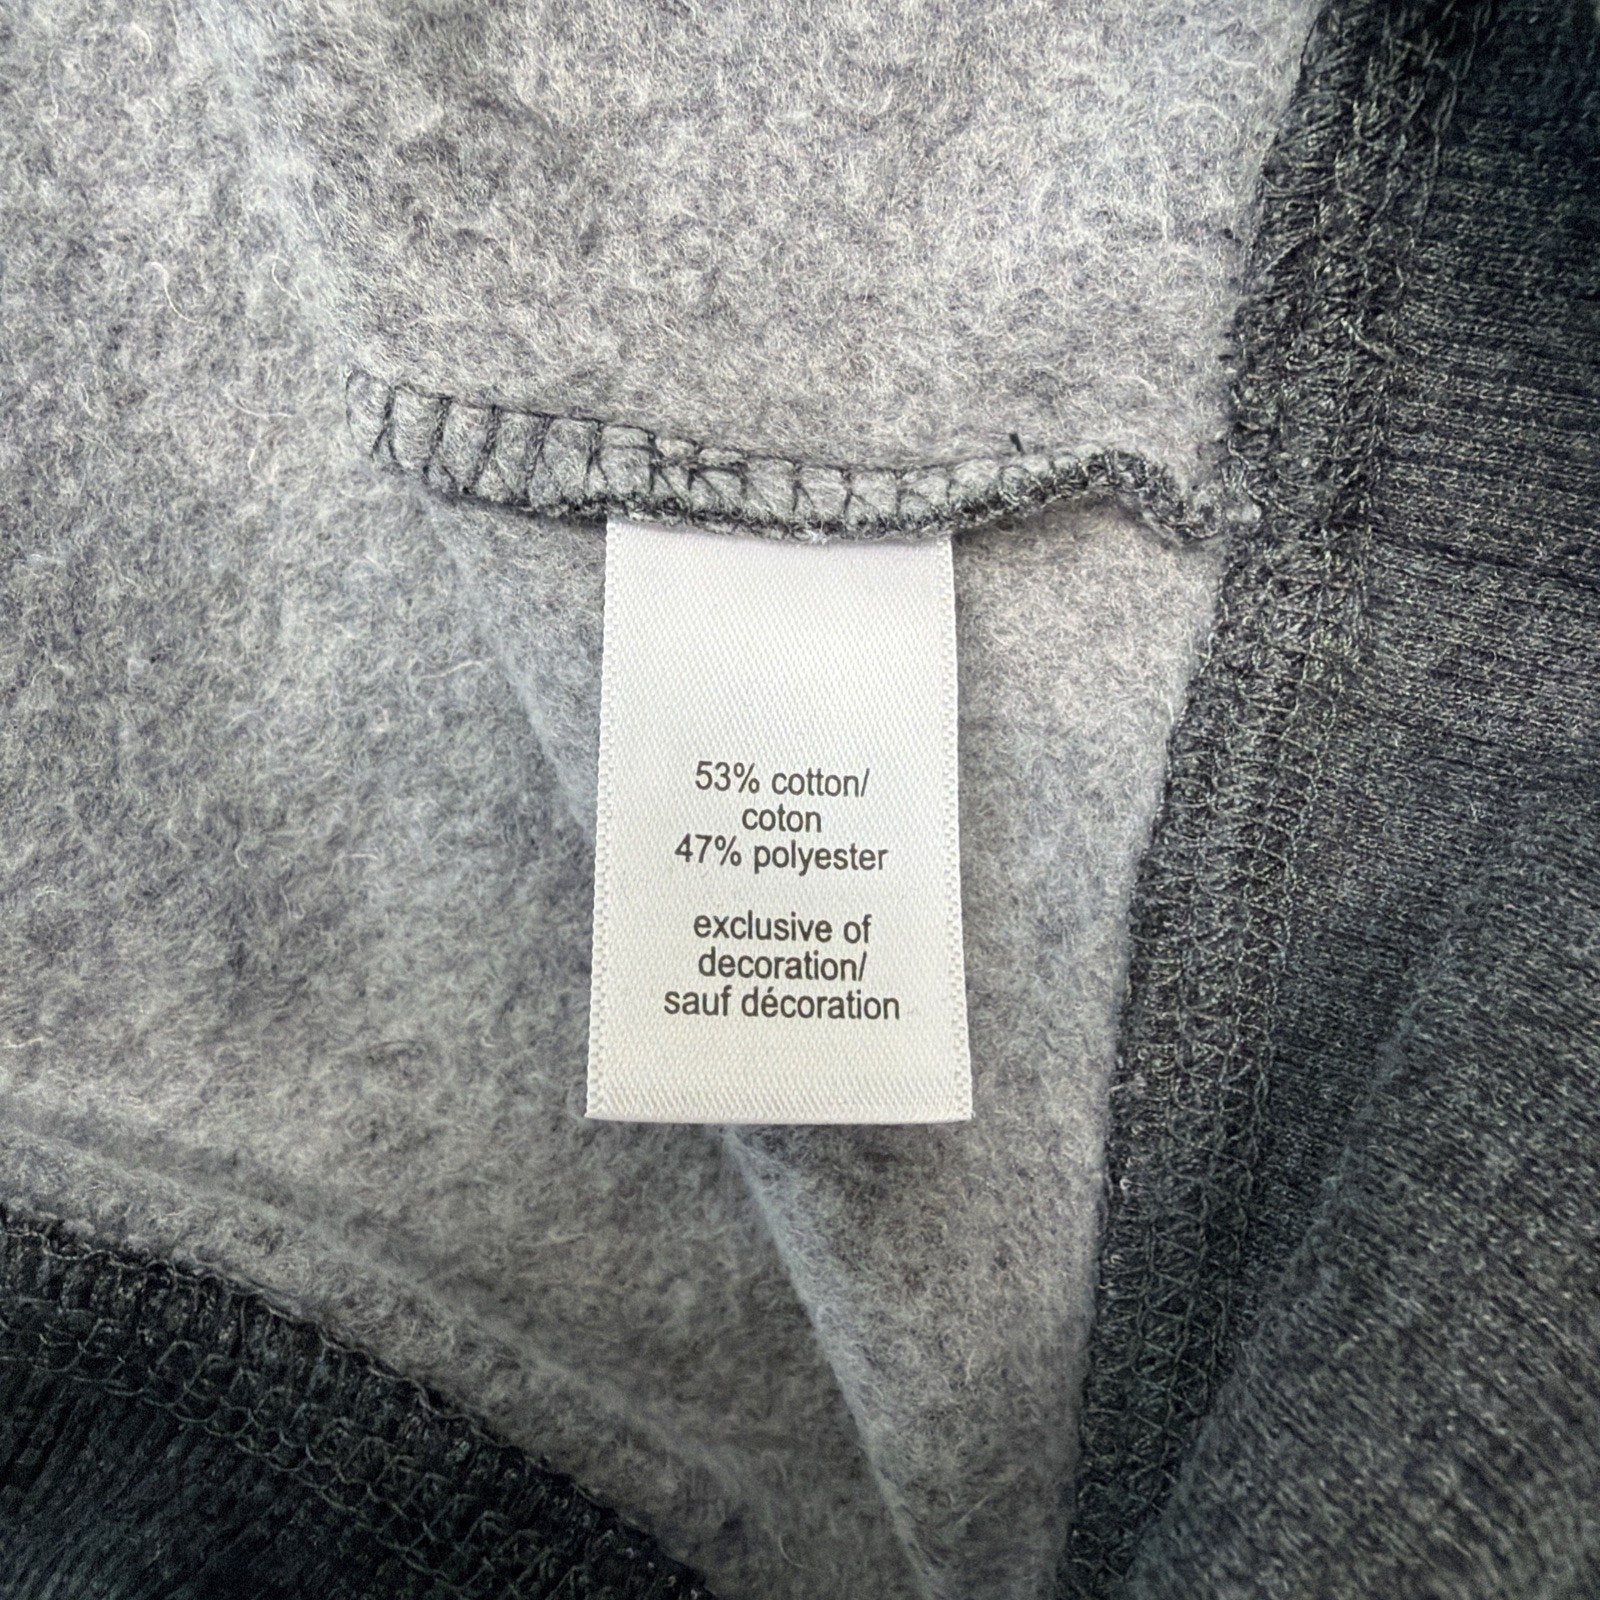 53% cotton/
coton
47% polyester
exclusive of
decoration/
sauf décoration